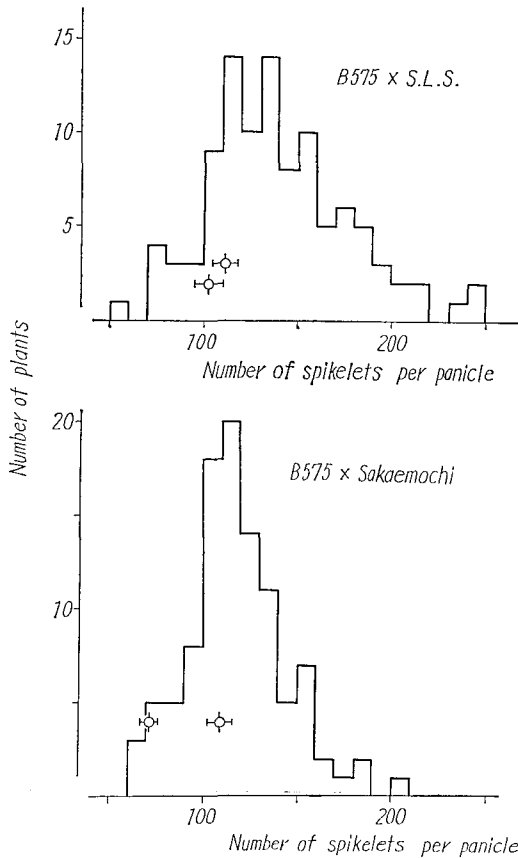 15
B575 × S.L.S.
10
5
100
200
Number of spikelets per panicle
Number of plants
20
B575 × Sakaemochi
10
100
200
Number of spikelets per panicle